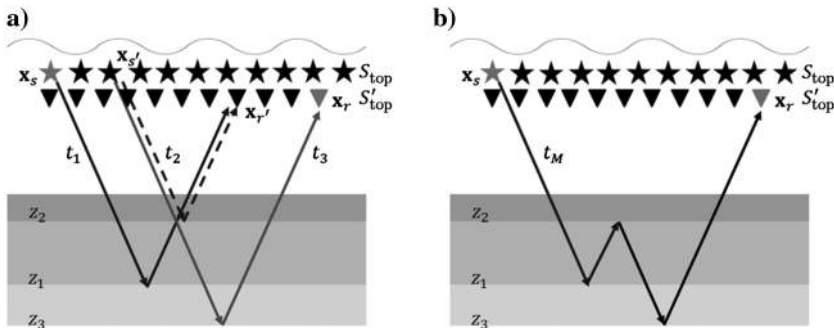 a)
x_s x_s′ S_top
x_r′ x_r S′_top
t_1 t_2 t_3
z_2
z_1
z_3
b)
x_s S_top
x_r S′_top
t_M
z_2
z_1
z_3